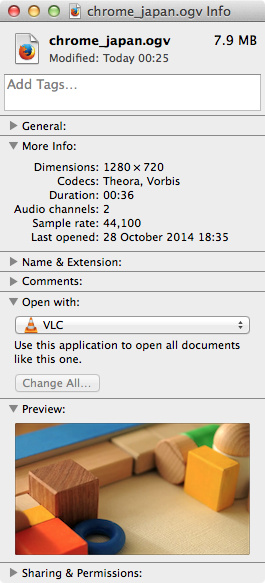 chrome_japan.ogv Info
chrome_japan.ogv 7.9 MB
Modified: Today 00:25
Add Tags...
General:
More Info:
Dimensions: 1280 × 720
Codecs: Theora, Vorbis
Duration: 00:36
Audio channels: 2
Sample rate: 44,100
Last opened: 28 October 2014 18:35
Name & Extension:
Comments:
Open with:
VLC
Use this application to open all documents
like this one.
Change All...
Preview:
Sharing & Permissions: